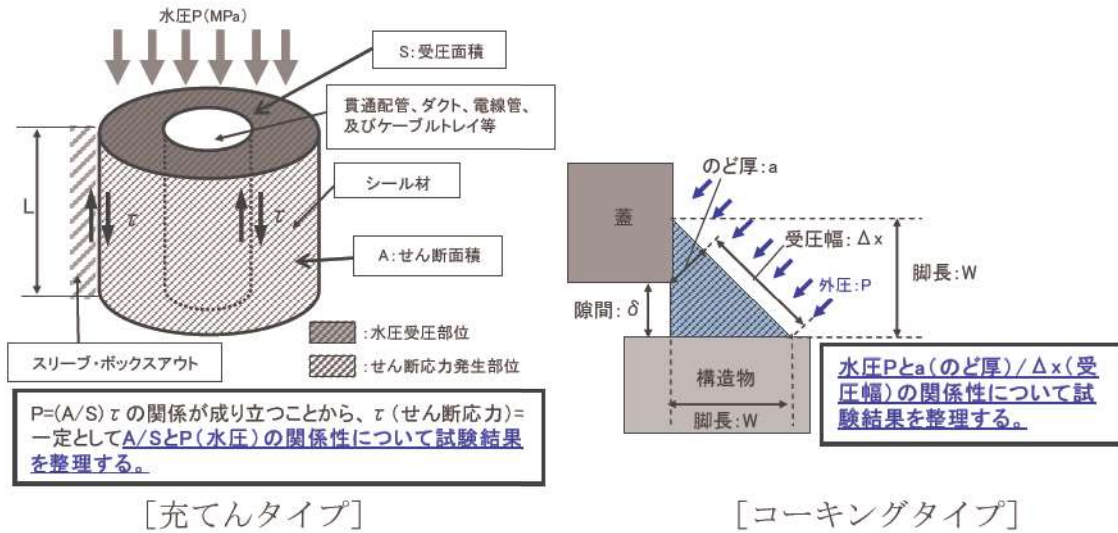 水圧P(MPa)
S:受圧面積
貫通配管、ダクト、電線管、
及びケーブルトレイ等
L
τ
τ
シール材
A:せん断面積
スリーブ・ボックスアウト
:水圧受圧部位
:せん断応力発生部位
P=(A/S)τの関係が成り立つことから、τ(せん断応力)=
一定としてA/SとP(水圧)の関係性について試験結果
を整理する。
[充てんタイプ]
のど厚:a
蓋
受圧幅:Δx
脚長:W
外圧:P
隙間:δ
構造物
脚長:W
水圧Pとa(のど厚)/Δx(受
圧幅)の関係性について試
験結果を整理する。
[コーキングタイプ]